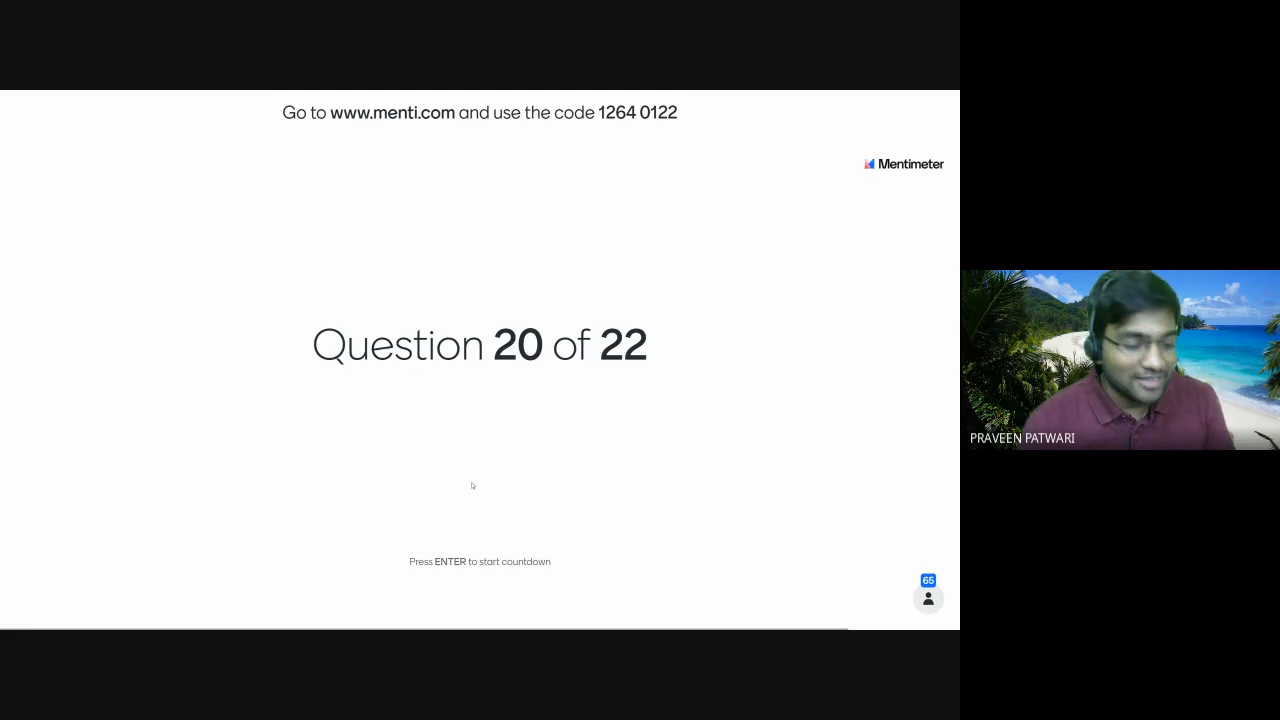 Go to www.menti.com and use the code 1264 0122
Mentimeter
Question 20 of 22
PRAVEEN PATWARI
Press ENTER to start countdown
65